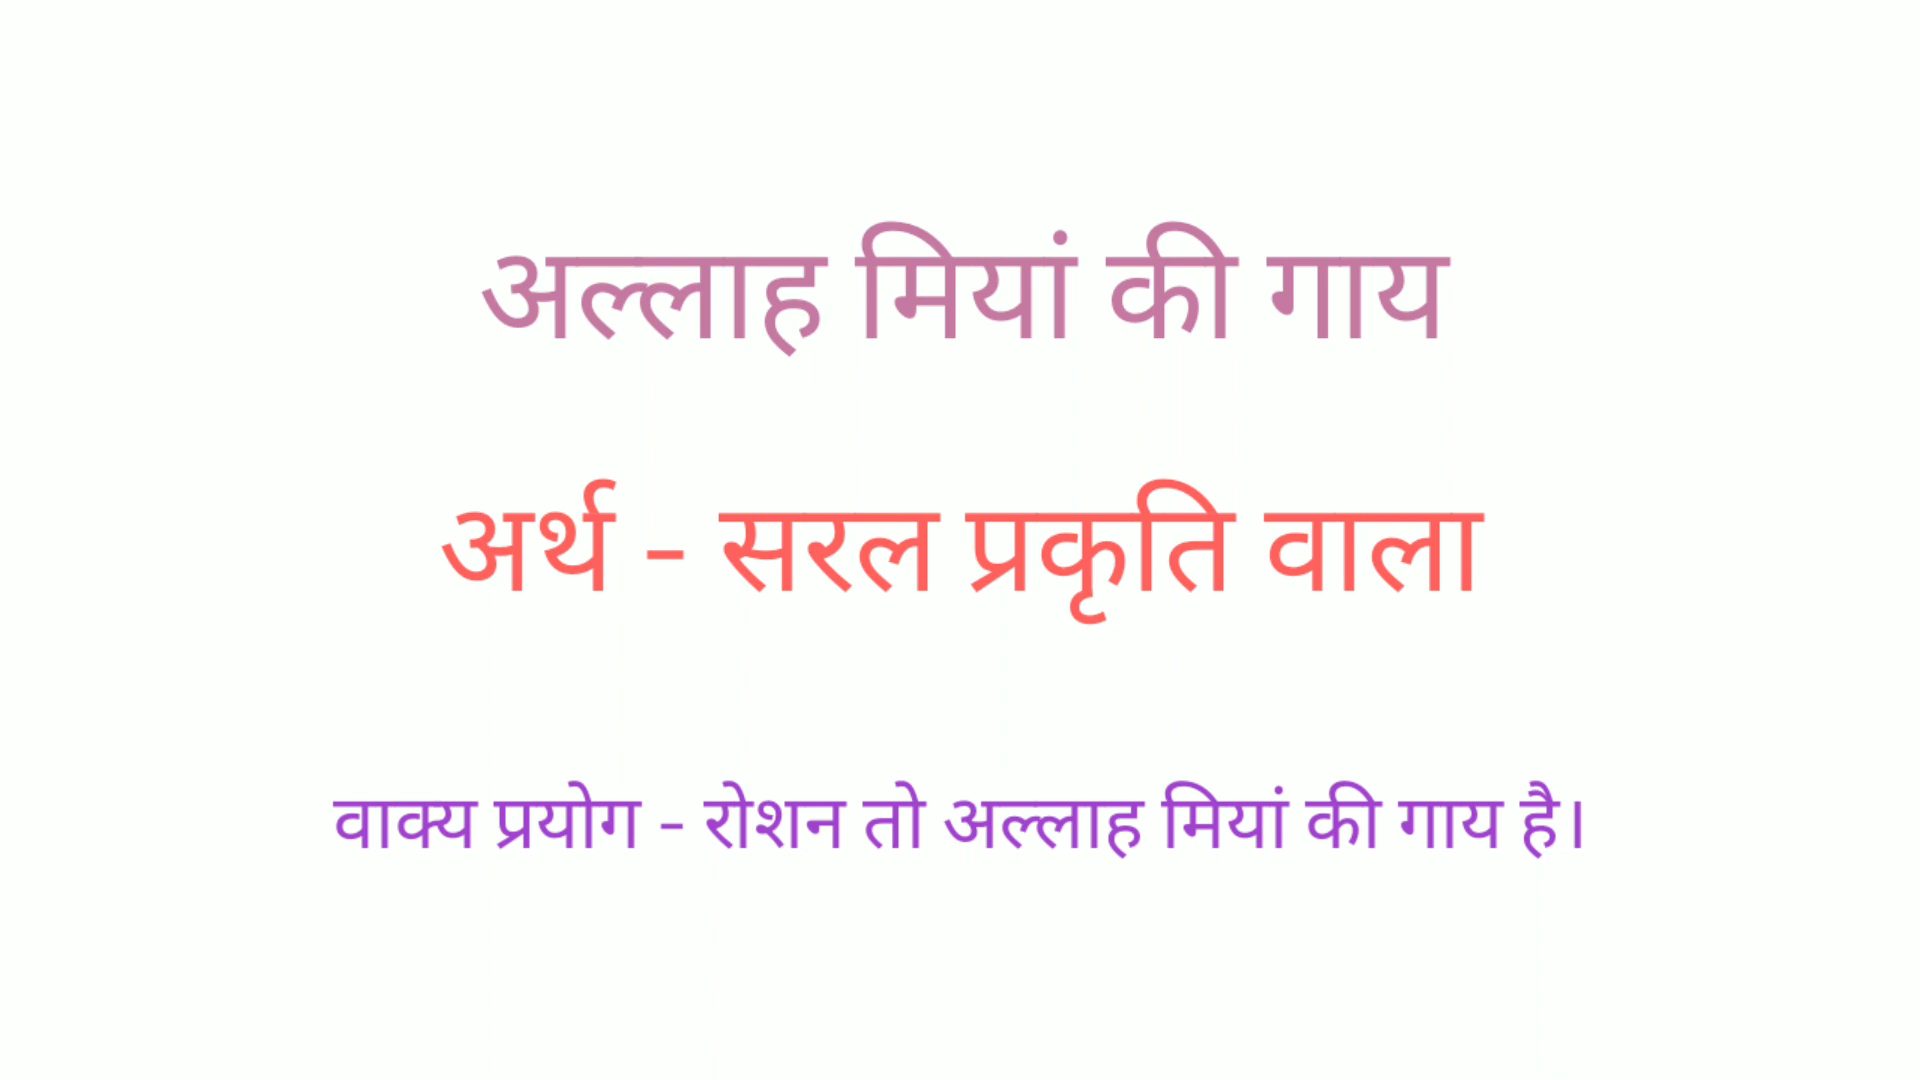 अल्लाह मियां की गाय
अर्थ - सरल प्रकृति वाला
वाक्य प्रयोग - रोशन तो अल्लाह मियां की गाय है।